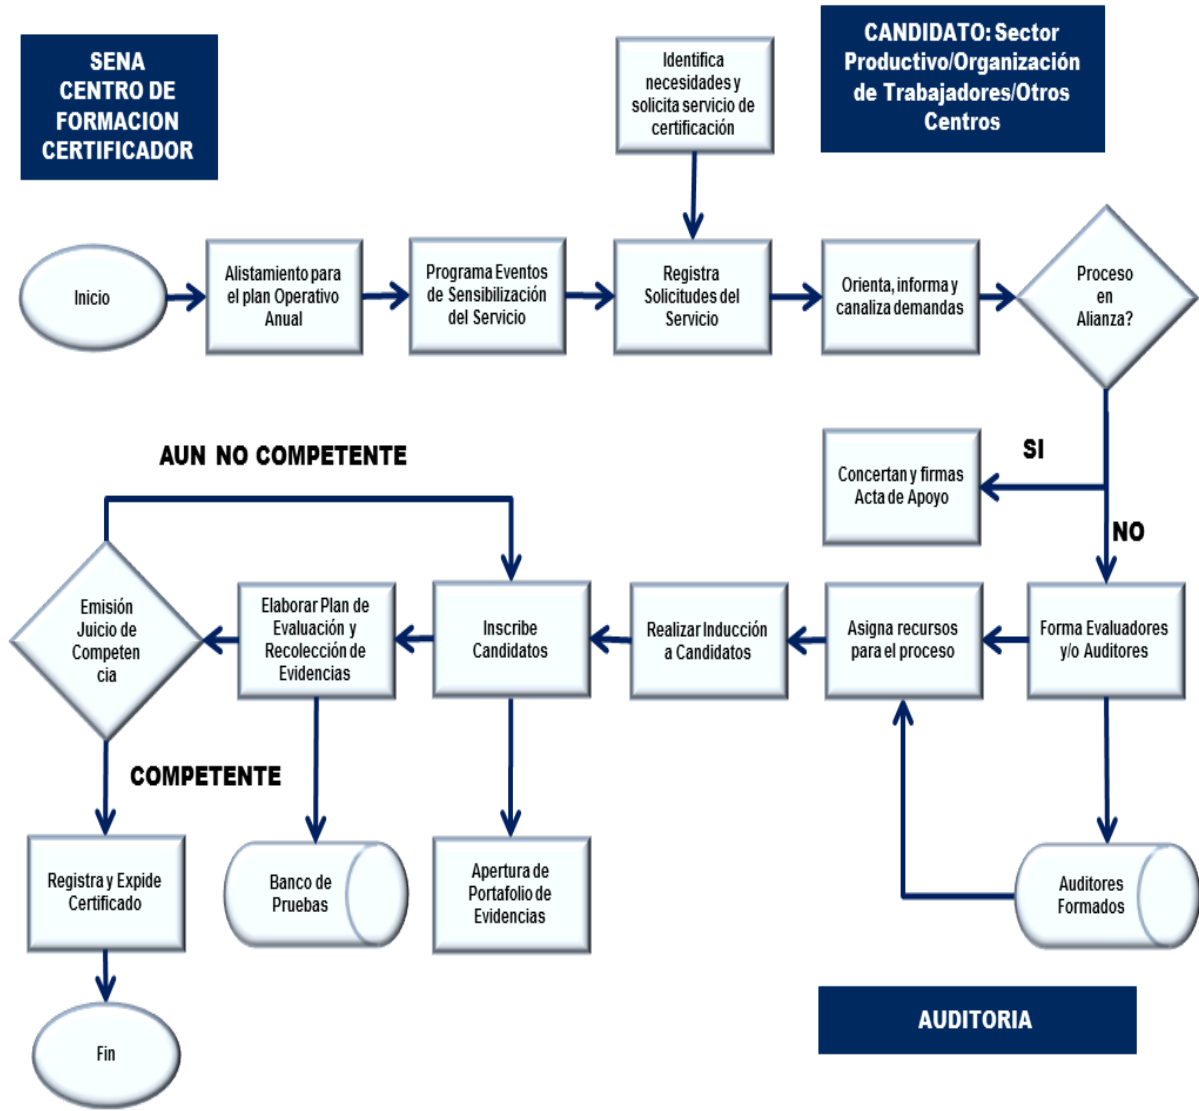 SENA
CENTRO DE
FORMACION
CERTIFICADOR
Identifica
necesidades y
solicita servicio de
certificación
CANDIDATO: Sector
Productivo/Organización
de Trabajadores/Otros
Centros
Inicio
Alistamiento para
el plan Operativo
Anual
Programa Eventos
de Sensibilización
del Servicio
Registra
Solicitudes del
Servicio
Orienta, informa y
canaliza demandas
Proceso
en
Alianza?
SI
Concertan y firmas
Acta de Apoyo
NO
AUN NO COMPETENTE
Emisión
Juicio de
Competen
cia
Elaborar Plan de
Evaluación y
Recolección de
Evidencias
Inscribe
Candidatos
Realizar Inducción
a Candidatos
Asigna recursos
para el proceso
Forma Evaluadores
y/o Auditores
COMPETENTE
Registra y Expide
Certificado
Banco de
Pruebas
Apertura de
Portafolio de
Evidencias
Auditores
Formados
Fin
AUDITORIA